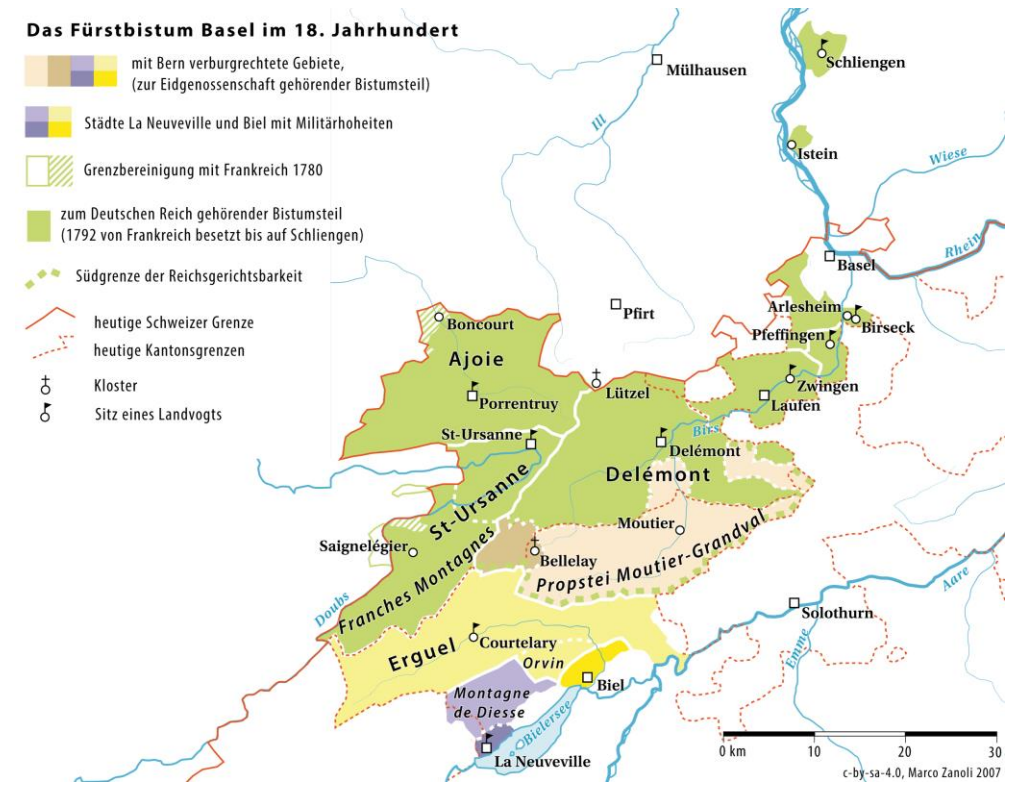 Das Fürstbistum Basel im 18. Jahrhundert
mit Bern verburgrechtete Gebiete,
(zur Eidgenossenschaft gehörender Bistumsteil)
Städte La Neuveville und Biel mit Militärhoheiten
Grenzbereinigung mit Frankreich 1780
zum Deutschen Reich gehörender Bistumsteil
(1792 von Frankreich besetzt bis auf Schliengen)
Südgrenze der Reichsgerichtsbarkeit
heutige Schweizer Grenze
heutige Kantonsgrenzen
Kloster
Sitz eines Landvogts
Schliengen
Mülhausen
Ill
Istein
Wiese
Rhein
Basel
Pfirt
Arlesheim
Birseck
Boncourt
Pfeffingen
Ajoie
Zwingen
Lützel
Porrentruy
Laufen
Birs
St-Ursanne
Delémont
Delémont
St-Ursanne
Moutier
Saignelégier
Bellelay
Propstei Moutier-Grandval
Franches Montagnes
Doubs
Solothurn
Aare
Emme
Courtelary
Erguel
Orvin
Biel
Montagne
de Diesse
Bielersee
La Neuveville
0 km
10
20
30
c-by-sa-4.0, Marco Zanoli 2007